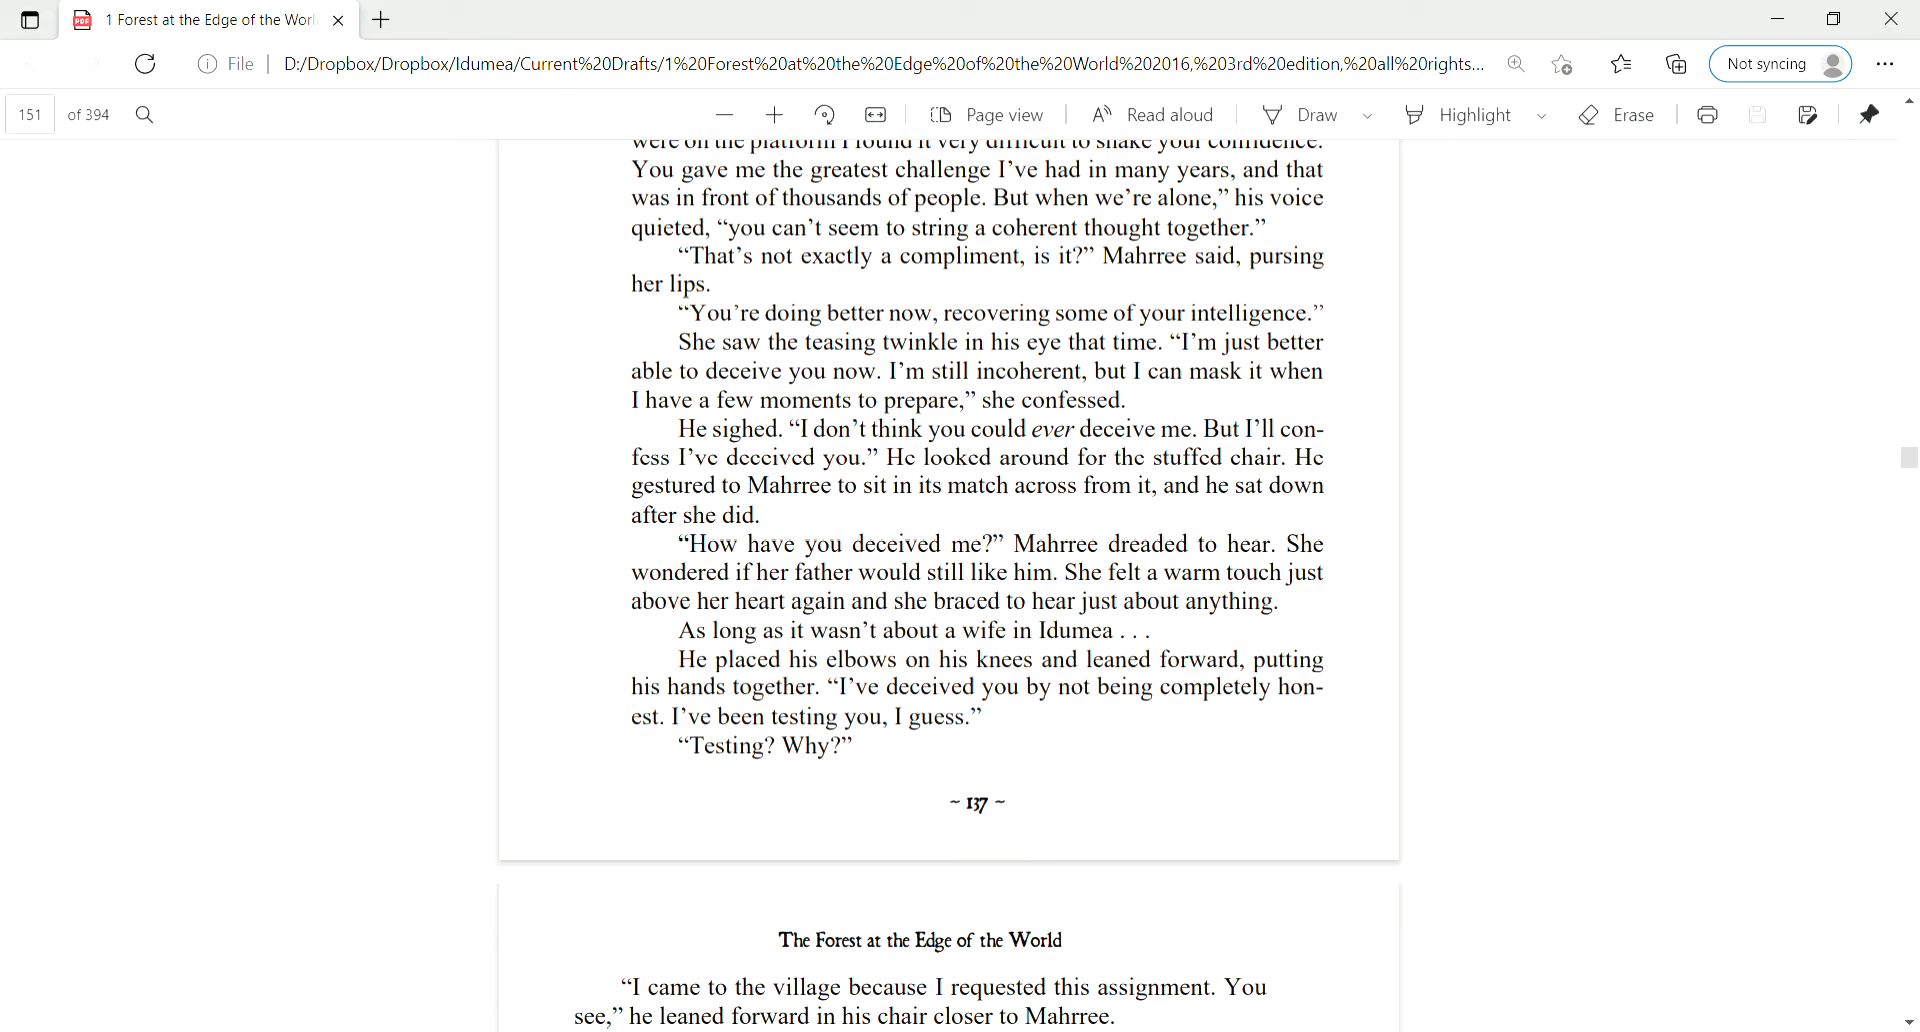 1 Forest at the Edge of the Worl
File
D:/Dropbox/Dropbox/Idumea/Current%20Drafts/1%20Forest%20at%20the%20Edge%20of%20the%20World%202016,%203rd%20edition,%20all%20rights...
Not syncing
151 of 394
Page view
Read aloud
Draw
Highlight
Erase
were on the platform I found it very difficult to shake your confidence.
You gave me the greatest challenge I’ve had in many years, and that
was in front of thousands of people. But when we’re alone,” his voice
quieted, “you can’t seem to string a coherent thought together.”
“That’s not exactly a compliment, is it?” Mahrree said, pursing
her lips.
“You’re doing better now, recovering some of your intelligence.”
She saw the teasing twinkle in his eye that time. “I’m just better
able to deceive you now. I’m still incoherent, but I can mask it when
I have a few moments to prepare,” she confessed.
He sighed. “I don’t think you could ever deceive me. But I’ll con-
fess I’ve deceived you.” He looked around for the stuffed chair. He
gestured to Mahrree to sit in its match across from it, and he sat down
after she did.
“How have you deceived me?” Mahrree dreaded to hear. She
wondered if her father would still like him. She felt a warm touch just
above her heart again and she braced to hear just about anything.
As long as it wasn’t about a wife in Idumea . . .
He placed his elbows on his knees and leaned forward, putting
his hands together. “I’ve deceived you by not being completely hon-
est. I’ve been testing you, I guess.”
“Testing? Why?”
~ 137 ~
The Forest at the Edge of the World
“I came to the village because I requested this assignment. You
see,” he leaned forward in his chair closer to Mahrree.